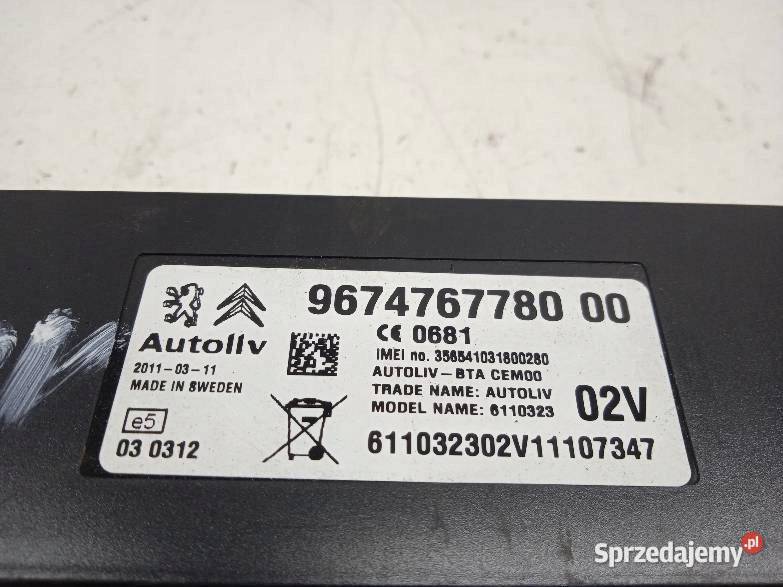 9674767780 00
CE 0681
IMEI no. 356541031800280
Autoliv
AUTOLIV-BTA CEM00
2011-03-11
TRADE NAME: AUTOLIV
MADE IN SWEDEN
MODEL NAME: 6110323
02V
e5
03 0312
611032302V11107347
Sprzedajemy.pl